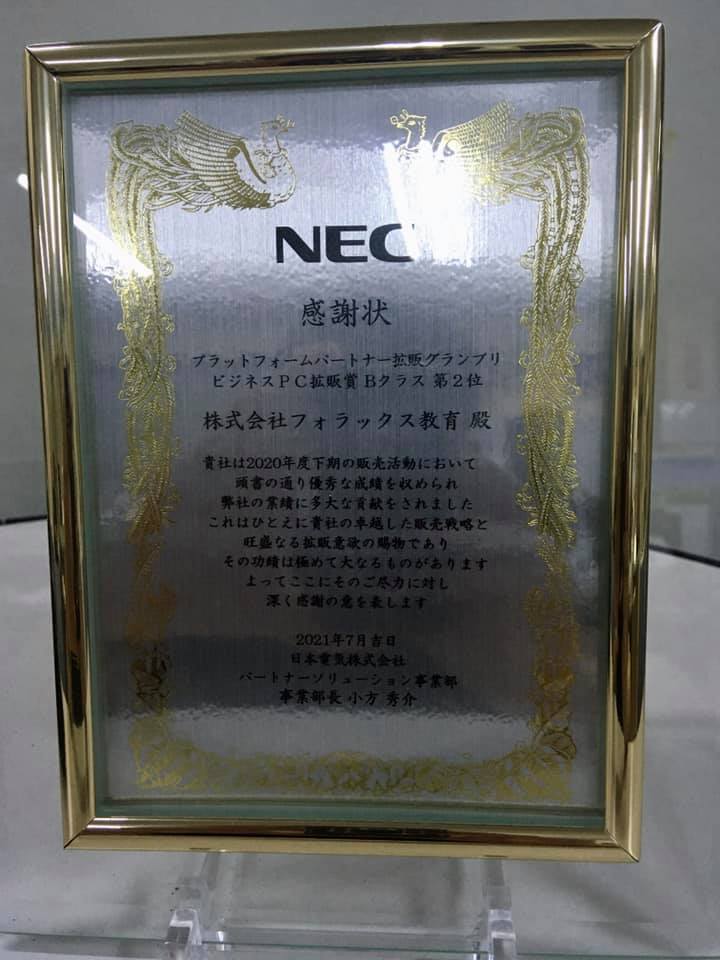 NEC
感謝状
プラットフォームパートナー拡販グランプリ
ビジネスPC拡販賞 Bクラス 第2位
株式会社フォラックス教育 殿
貴社は2020年度下期の販売活動において
頭書の通り優秀な成績を収められ
弊社の業績に多大な貢献をされました
これはひとえに貴社の卓越した販売戦略と
旺盛なる拡販意欲の賜物であり
その功績は極めて大なるものがあります
よってここにそのご尽力に対し
深く感謝の意を表します
2021年7月吉日
日本電気株式会社
パートナーソリューション事業部
事業部長 小方 秀介